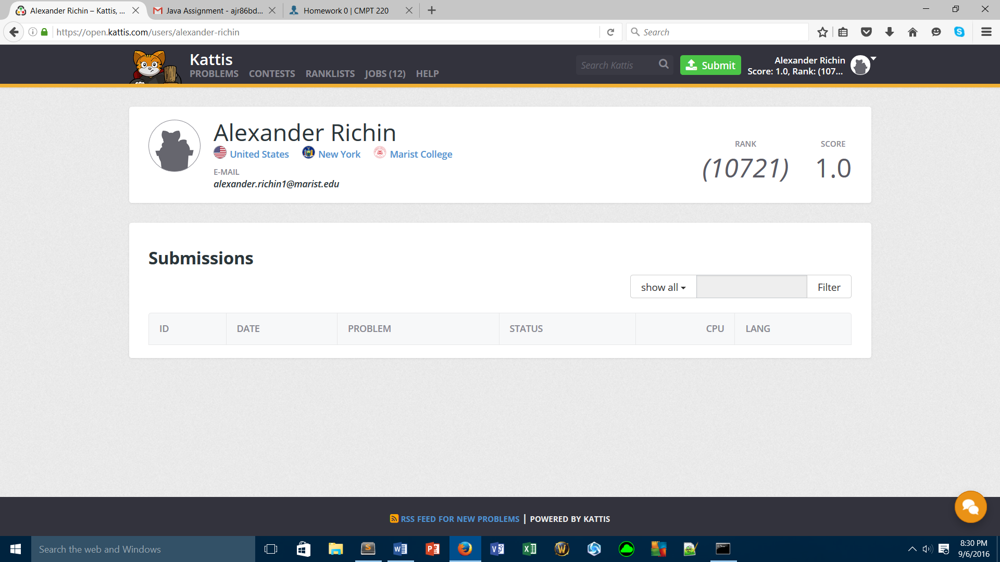 Alexander Richin – Kattis, ...
Java Assignment - ajr86bd...
Homework 0 | CMPT 220
https://open.kattis.com/users/alexander-richin
Search
Kattis
PROBLEMS CONTESTS RANKLISTS JOBS (12) HELP
Search Kattis
Submit
Alexander Richin
Score: 1.0, Rank: (107...
Alexander Richin
United States New York Marist College
E-MAIL
alexander.richin1@marist.edu
RANK
(10721)
SCORE
1.0
Submissions
show all
Filter
ID DATE PROBLEM STATUS CPU LANG
RSS FEED FOR NEW PROBLEMS | POWERED BY KATTIS
Search the web and Windows
8:30 PM
9/6/2016